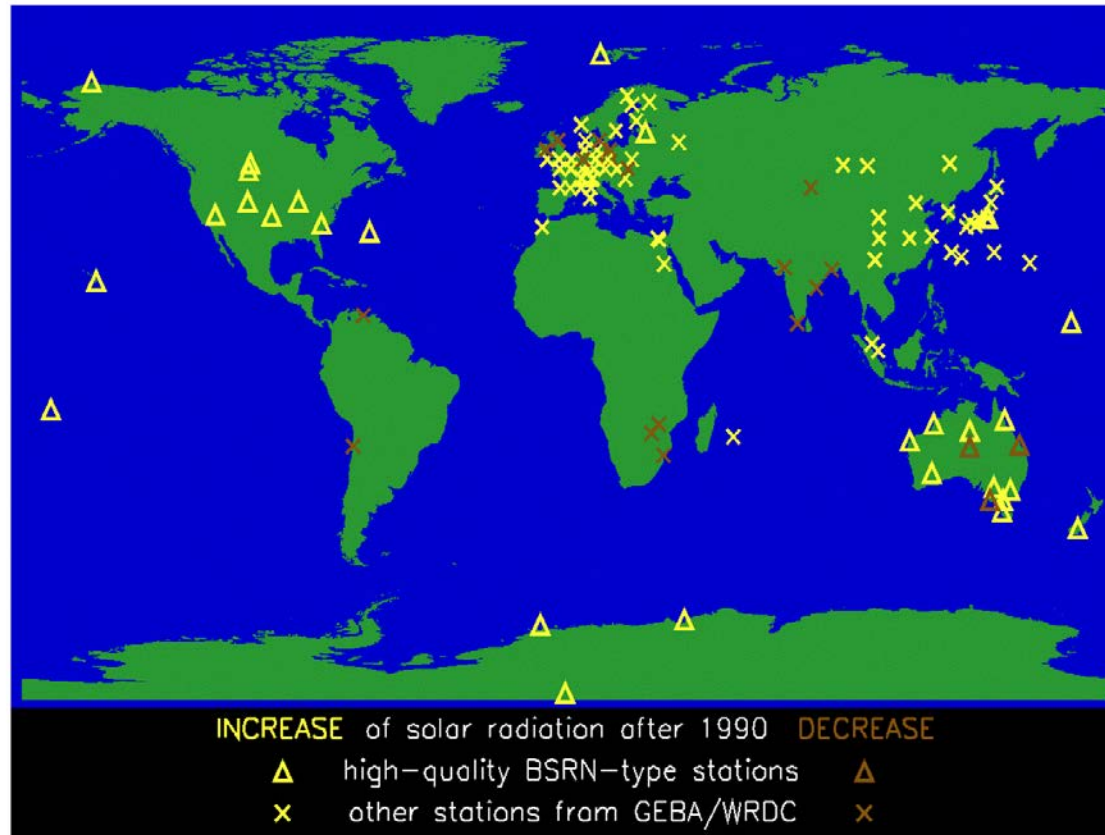 INCREASE of solar radiation after 1990 DECREASE
high-quality BSRN-type stations
other stations from GEBA/WRDC